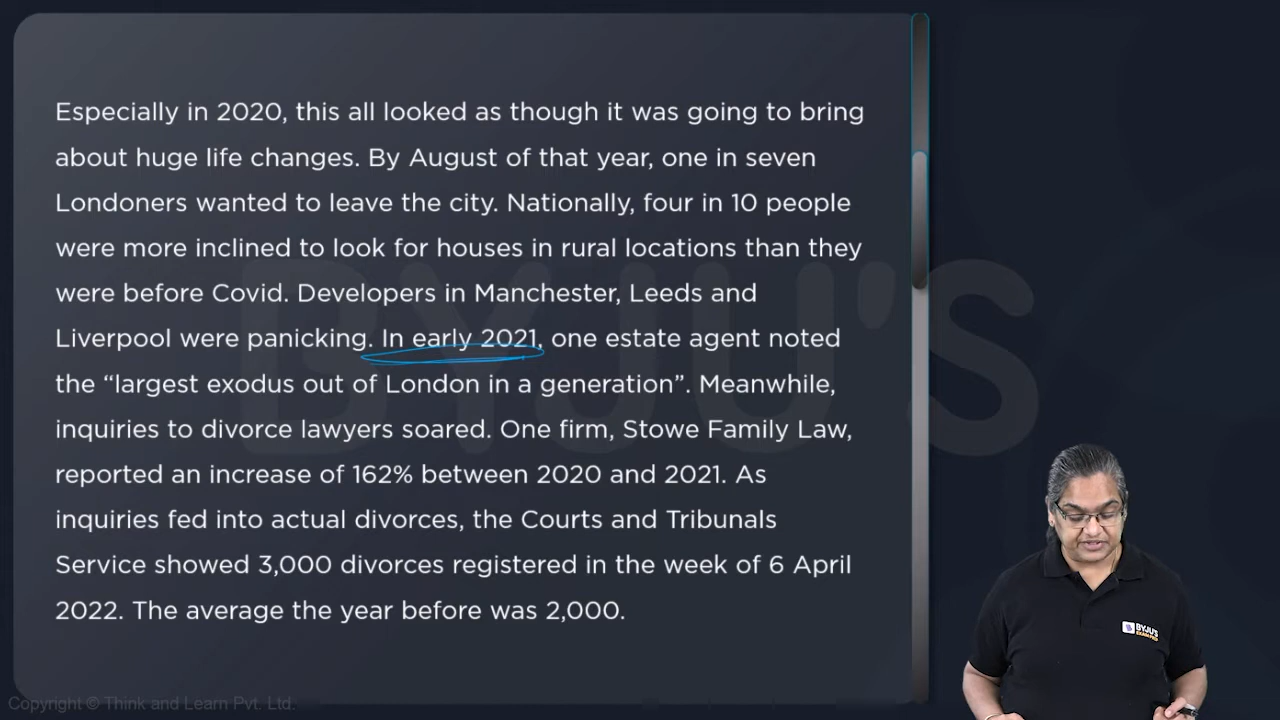 Especially in 2020, this all looked as though it was going to bring
about huge life changes. By August of that year, one in seven
Londoners wanted to leave the city. Nationally, four in 10 people
were more inclined to look for houses in rural locations than they
were before Covid. Developers in Manchester, Leeds and
Liverpool were panicking. In early 2021, one estate agent noted
the “largest exodus out of London in a generation”. Meanwhile,
inquiries to divorce lawyers soared. One firm, Stowe Family Law,
reported an increase of 162% between 2020 and 2021. As
inquiries fed into actual divorces, the Courts and Tribunals
Service showed 3,000 divorces registered in the week of 6 April
2022. The average the year before was 2,000.
BYJU'S
BYJU'S
EXAM PREP
Copyright © Think and Learn Pvt. Ltd.